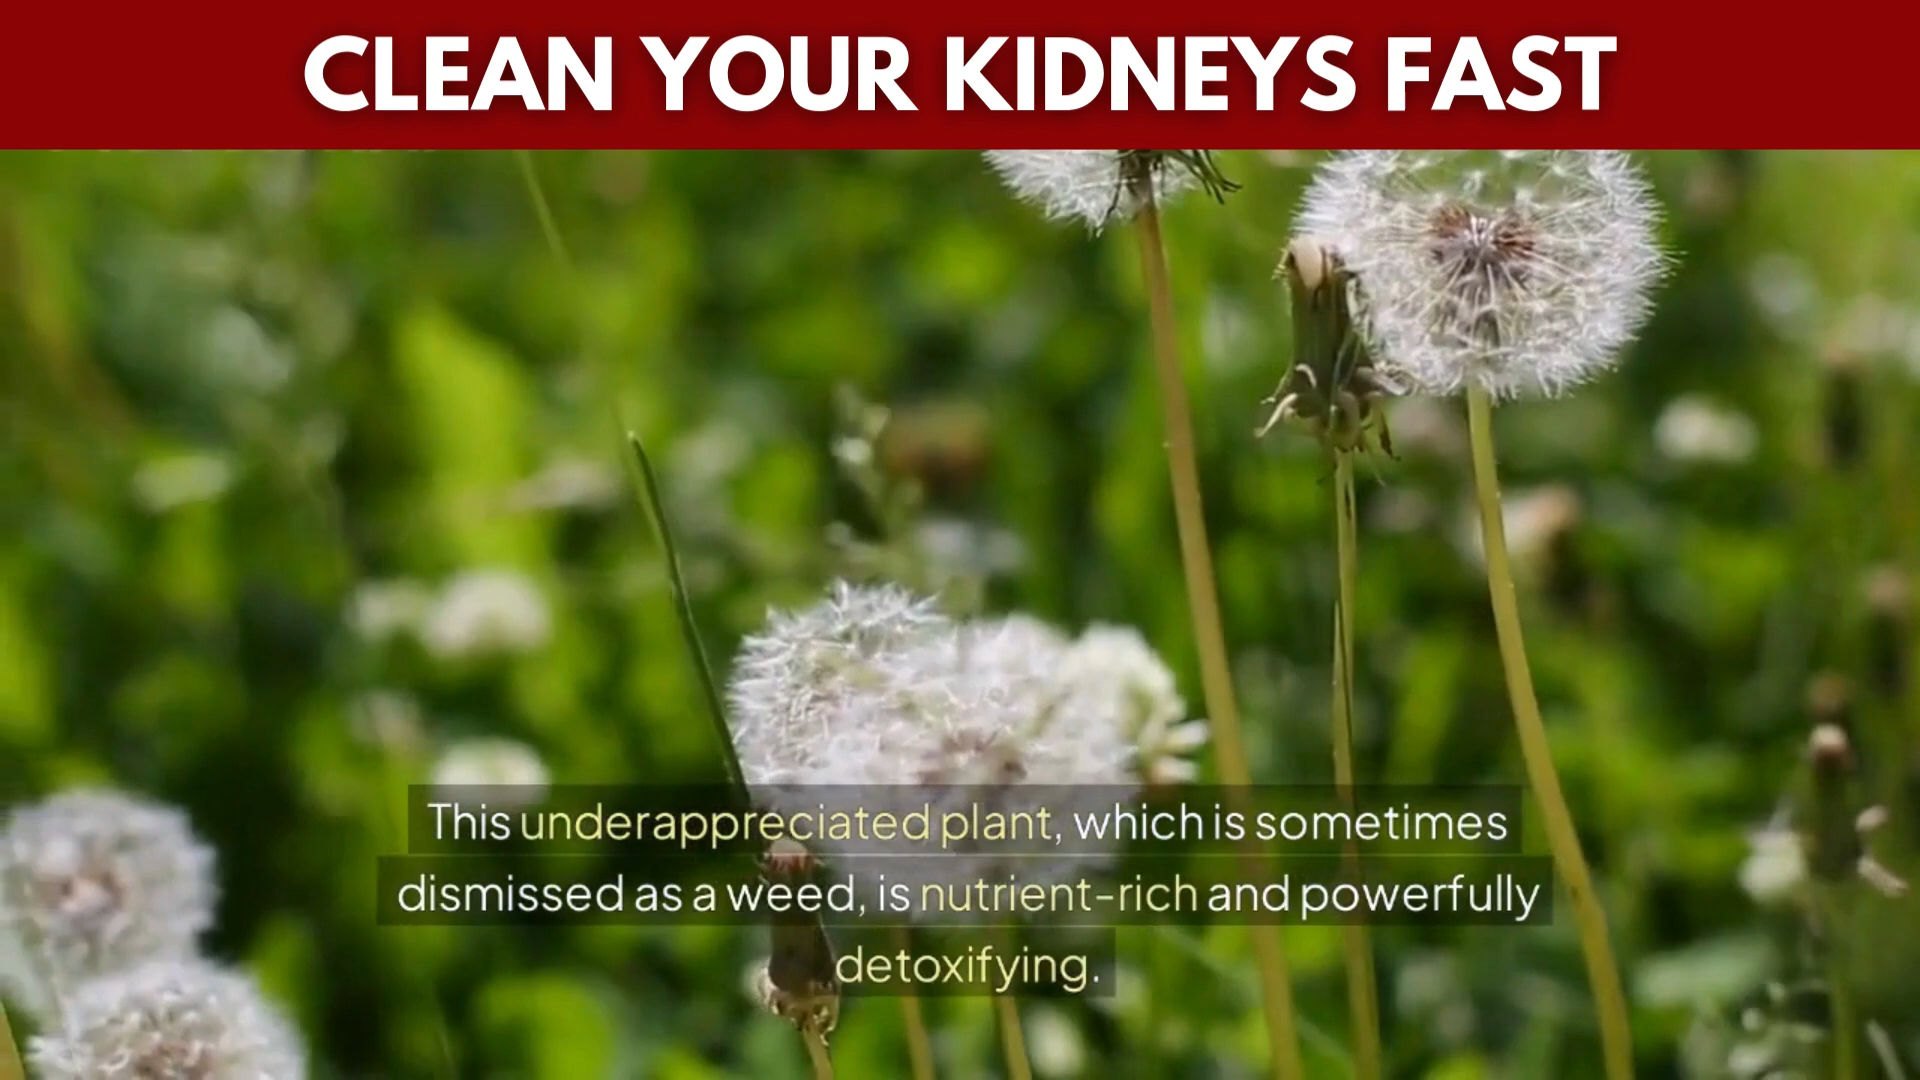 CLEAN YOUR KIDNEYS FAST
This underappreciated plant, which is sometimes
dismissed as a weed, is nutrient-rich and powerfully
detoxifying.